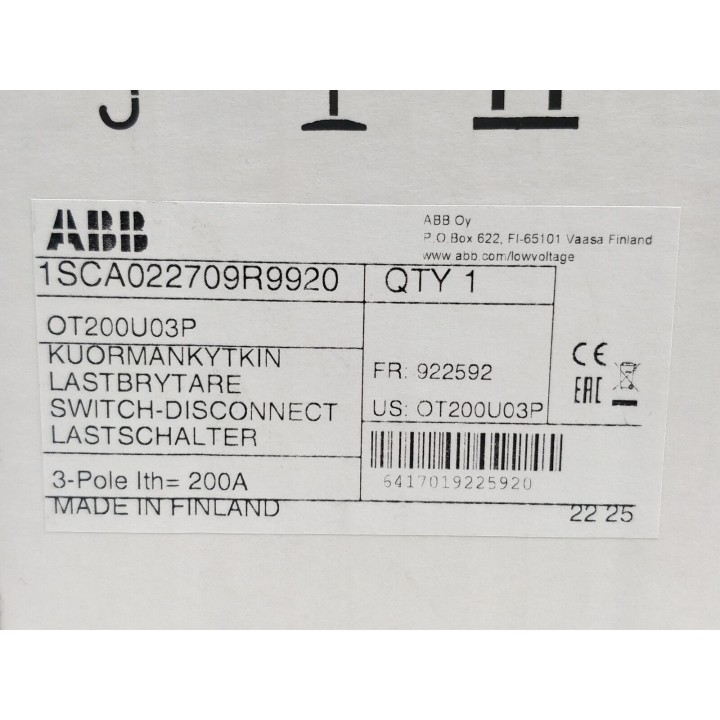 ABB
ABB Oy
P.O.Box 622, FI-65101 Vaasa Finland
www.abb.com/lowvoltage
1SCA022709R9920
QTY 1
OT200U03P
KUORMANKYTKIN
LASTBRYTARE
SWITCH-DISCONNECT
LASTSCHALTER
FR: 922592
US: OT200U03P
CE
EAC
6417019225920
3-Pole Ith= 200A
MADE IN FINLAND
22 25